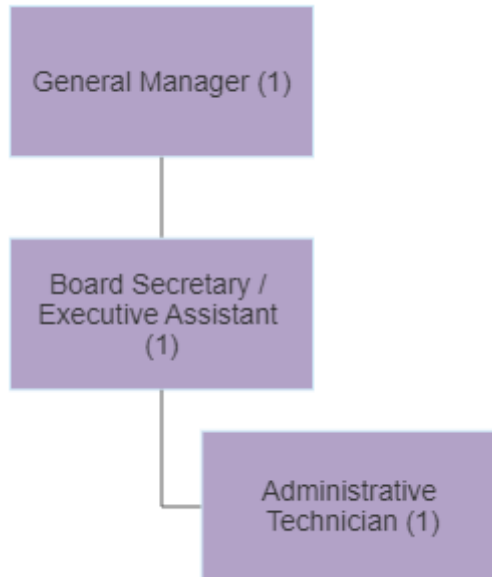 General Manager (1)
Board Secretary /
Executive Assistant
(1)
Administrative
Technician (1)